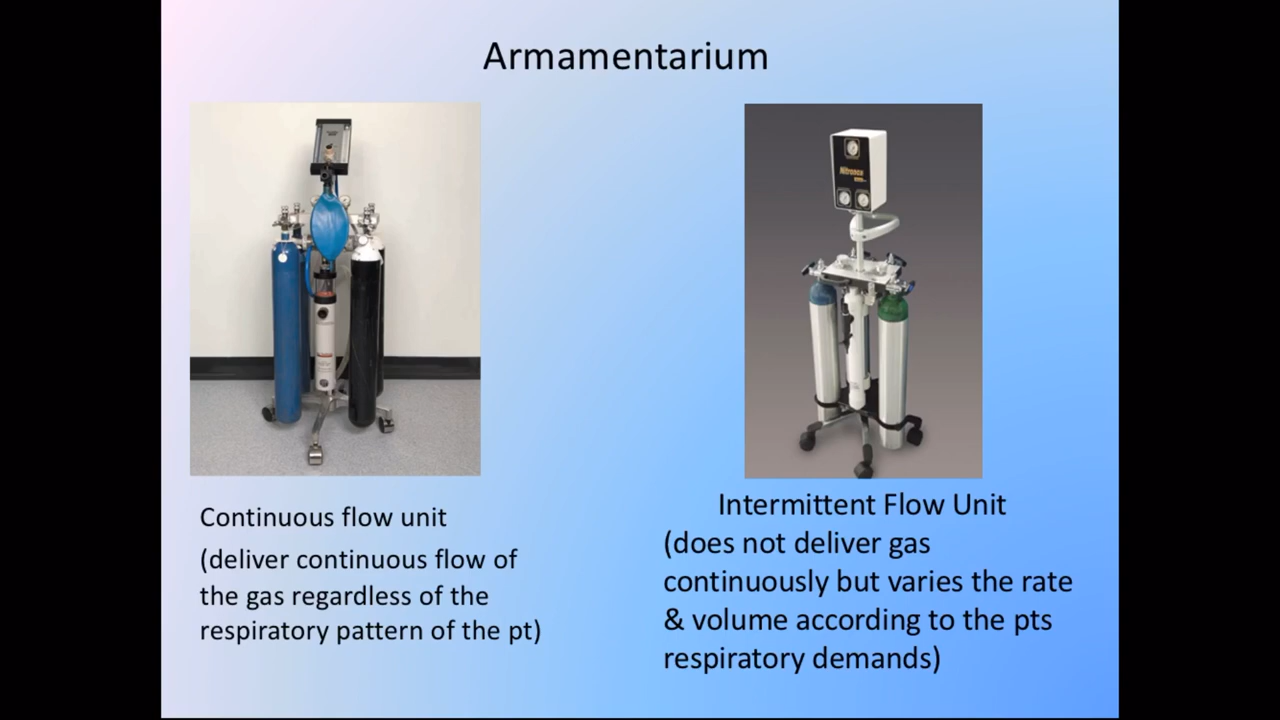 Armamentarium
Nitronox
Continuous flow unit
(deliver continuous flow of
the gas regardless of the
respiratory pattern of the pt)
Intermittent Flow Unit
(does not deliver gas
continuously but varies the rate
& volume according to the pts
respiratory demands)